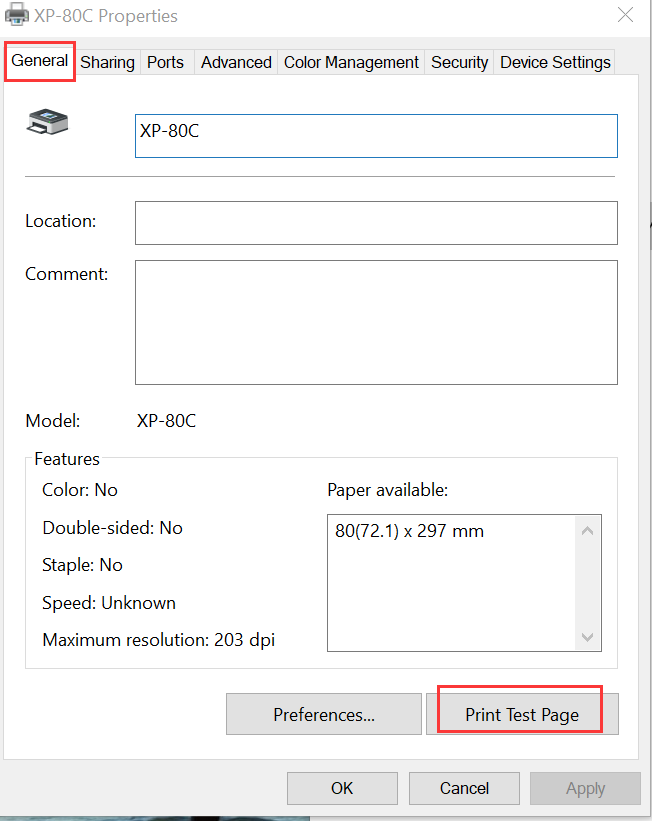 XP-80C Properties
General Sharing Ports Advanced Color Management Security Device Settings
XP-80C
Location:
Comment:
Model: XP-80C
Features
Color: No
Paper available:
Double-sided: No
80(72.1) x 297 mm
Staple: No
Speed: Unknown
Maximum resolution: 203 dpi
Preferences... Print Test Page
OK Cancel Apply